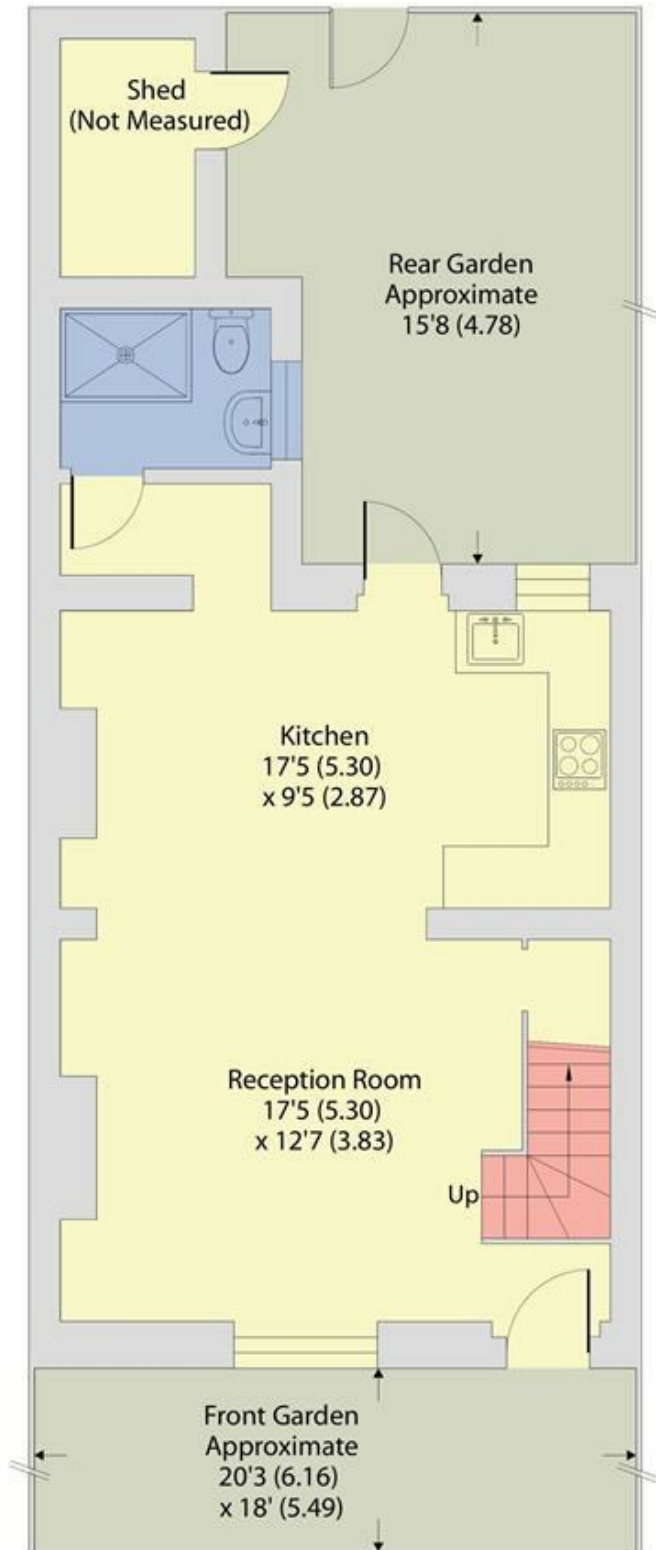 Shed
(Not Measured)
Rear Garden
Approximate
15'8 (4.78)
Kitchen
17'5 (5.30)
x 9'5 (2.87)
Reception Room
17'5 (5.30)
x 12'7 (3.83)
Up
Front Garden
Approximate
20'3 (6.16)
x 18' (5.49)